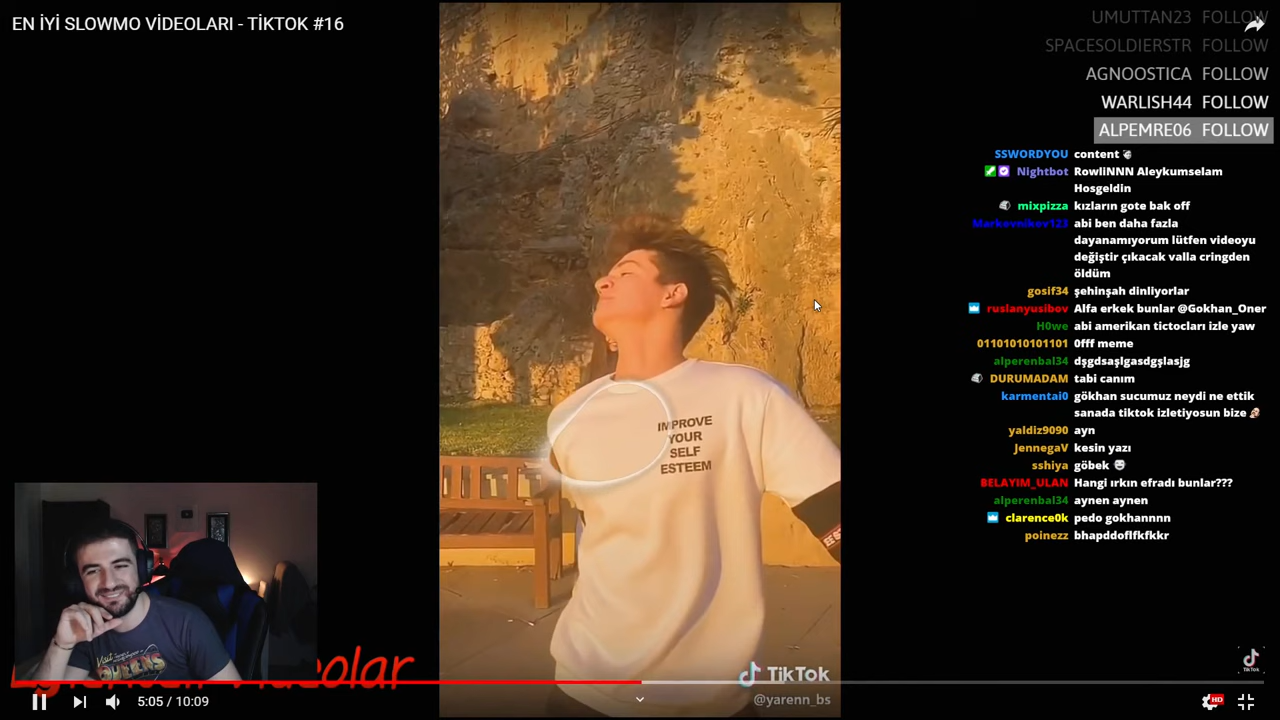 EN İYİ SLOWMO VİDEOLARI - TİKTOK #16
UMUTTAN23 FOLLOW
SPACESOLDIERSTR FOLLOW
AGNOOSTICA FOLLOW
WARLISH44 FOLLOW
ALPEMRE06 FOLLOW
SSWORDYOU content
Nightbot RowliNNN Aleykumselam
Hosgeldin
mixpizza kızların gote bak off
Markovnikov123 abi ben daha fazla
dayanamıyorum lütfen videoyu
değiştir çıkacak valla cringden
öldüm
gosif34 şehinşah dinliyorlar
ruslanyusibov Alfa erkek bunlar @Gokhan_Oner
H0we abi amerikan tictocları izle yaw
01101010101101 0fff meme
alperenbal34 dşgdsaşlgasdgşlasjg
DURUMADAM tabi canım
karmentai0 gökhan sucumuz neydi ne ettik
sanada tiktok izletiyosun bize
yaldiz9090 ayn
JennegaV kesin yazı
sshiya göbek
BELAYIM_ULAN Hangi ırkın efradı bunlar???
alperenbal34 aynen aynen
clarence0k pedo gokhannnn
poinezz bhapddoflfkfkkr
IMPROVE
YOUR
SELF
ESTEEM
QUEENS
TikTok
@yarenn_bs
TikTok
5:05 / 10:09
HD